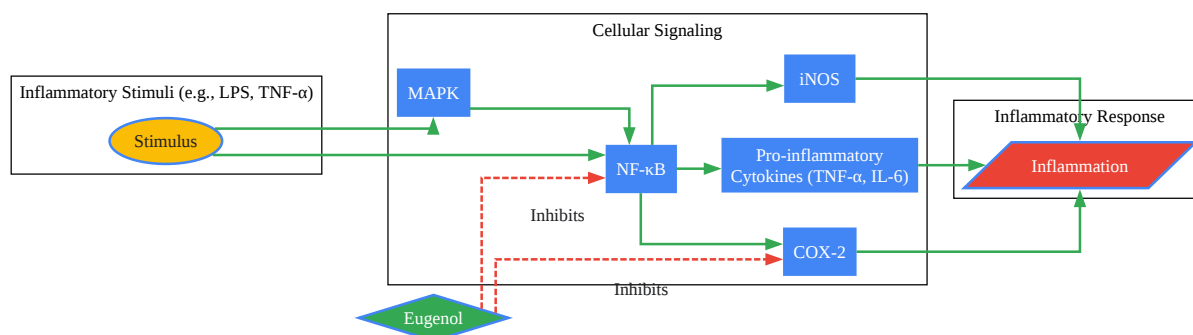 Cellular Signaling
Inflammatory Stimuli (e.g., LPS, TNF-α)
Stimulus
MAPK
iNOS
NF-κB
Pro-inflammatory
Cytokines (TNF-α, IL-6)
COX-2
Inflammatory Response
Inflammation
Inhibits
Inhibits
Eugenol